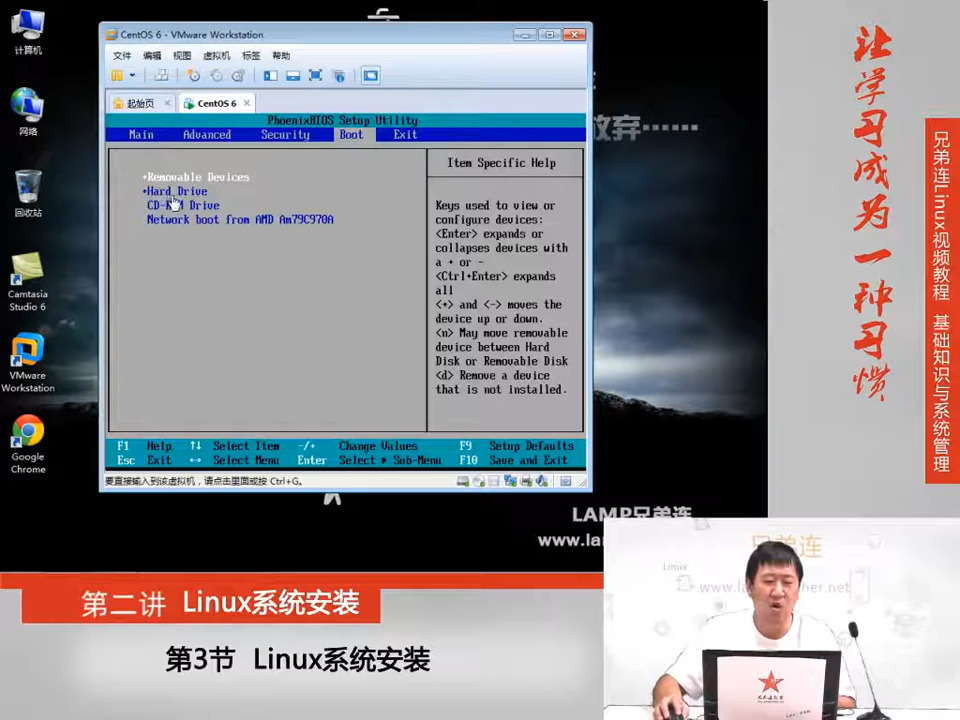 计算机
网络
回收站
Camtasia
Studio 6
VMware
Workstation
Google
Chrome
CentOS 6 - VMware Workstation
文件 编辑 视图 虚拟机 标签 帮助
起始页 × CentOS 6 ×
PhoenixBIOS Setup Utility
Main Advanced Security Boot Exit
+Removable Devices
+Hard Drive
Network boot from AMD Am79C970A
Item Specific Help
Keys used to view or
configure devices:
<Enter> expands or
collapses devices with
a + or -
<Ctrl+Enter> expands
all
<+> and <-> moves the
device up or down.
<n> May move removable
device between Hard
Disk or Removable Disk
<d> Remove a device
that is not installed.
F1 Help ↑↓ Select Item -/+ Change Values F9 Setup Defaults
Esc Exit ↔ Select Menu Enter Select ▶ Sub-Menu F10 Save and Exit
要直接输入到该虚拟机，请点击里面或按 Ctrl+G。
放弃……
LAMP兄弟连
www.la
让学习成为一种习惯
兄弟连Linux视频教程 基础知识与系统管理
第二讲 Linux系统安装
第3节 Linux系统安装
兄弟连
Linux